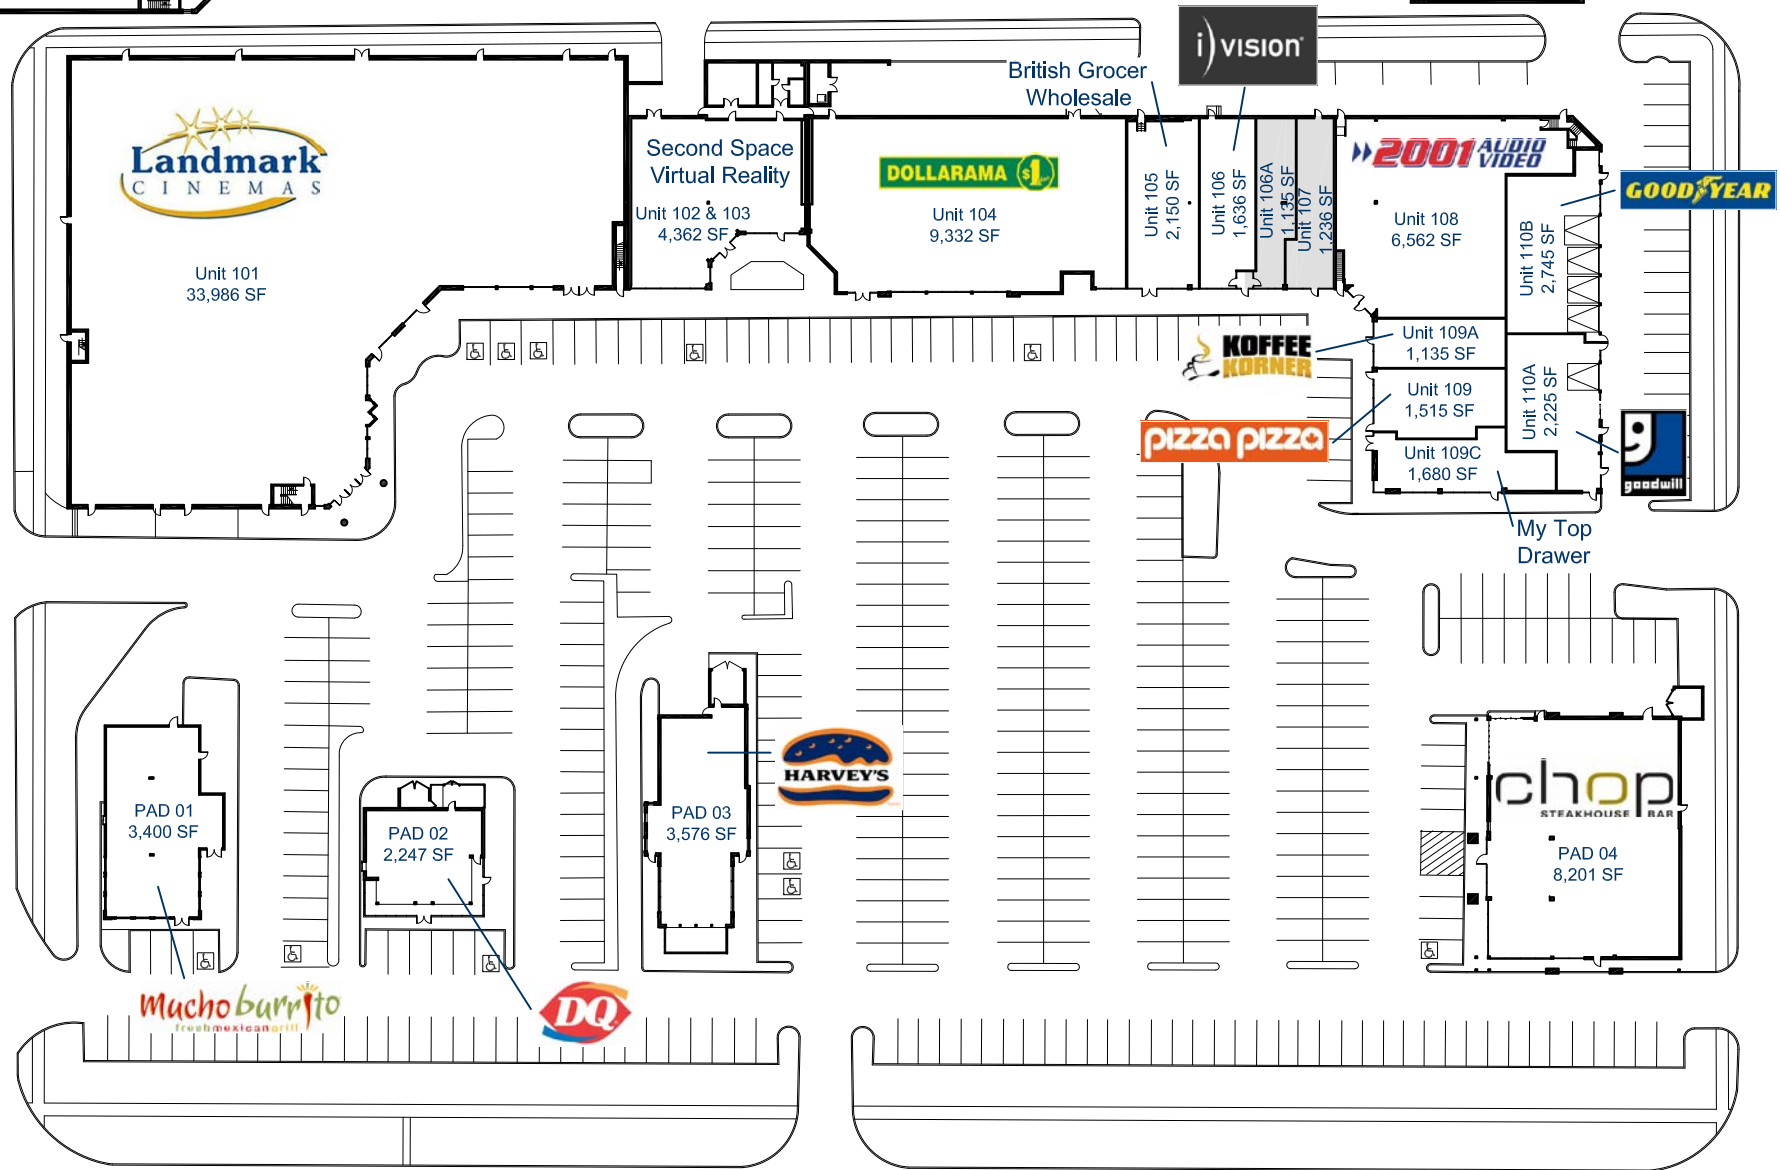 i) VISION
British Grocer
Wholesale
Landmark
CINEMAS
Unit 101
33,986 SF
Second Space
Virtual Reality
Unit 102 & 103
4,362 SF
DOLLARAMA $1
Unit 104
9,332 SF
Unit 105
2,150 SF
Unit 106
1,636 SF
Unit 106A
1,135 SF
Unit 107
1,236 SF
2001 AUDIO
VIDEO
Unit 108
6,562 SF
GOODYEAR
Unit 110B
2,745 SF
KOFFEE
KORNER
Unit 109A
1,135 SF
Unit 109
1,515 SF
pizza pizza
Unit 109C
1,680 SF
Unit 110A
2,225 SF
goodwill
My Top
Drawer
PAD 01
3,400 SF
PAD 02
2,247 SF
PAD 03
3,576 SF
HARVEY'S
chop
STEAKHOUSE BAR
PAD 04
8,201 SF
Mucho burrito
freshmexicangrill
DQ